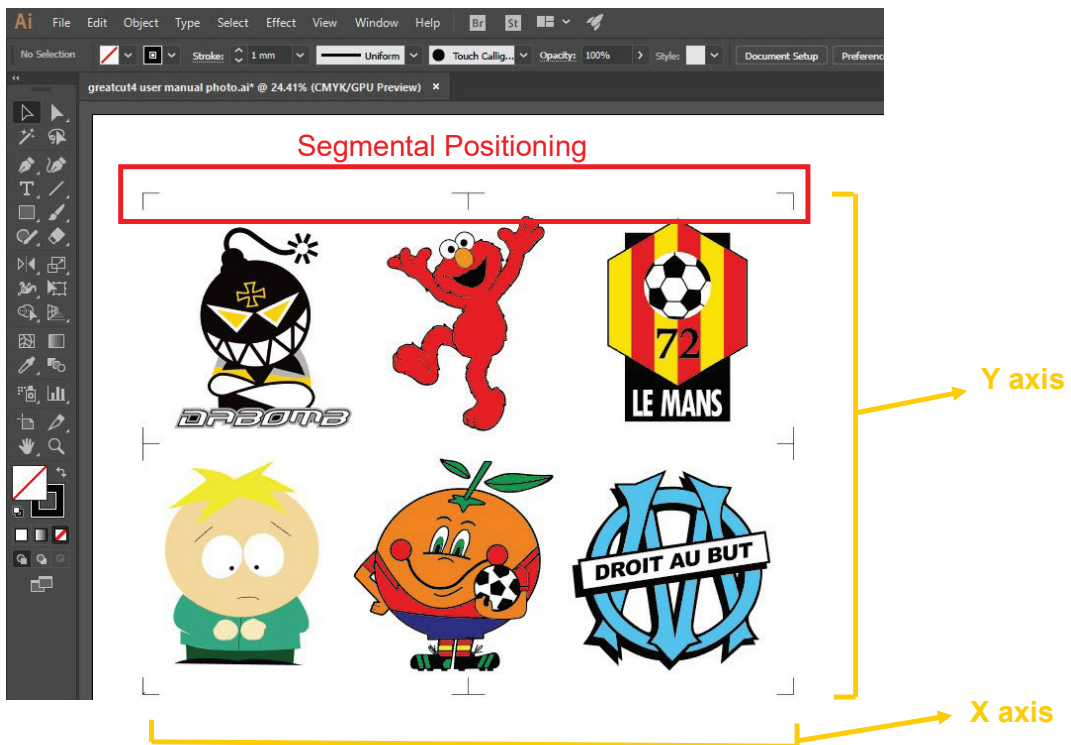 Ai File Edit Object Type Select Effect View Window Help Br St
No Selection Stroke: 1 mm Uniform Touch Callig... Opacity: 100% Style: Document Setup Preferenc
greatcut4 user manual photo.ai* @ 24.41% (CMYK/GPU Preview) ×
Segmental Positioning
72
LE MANS
DABOMB
Y axis
DROIT AU BUT
X axis